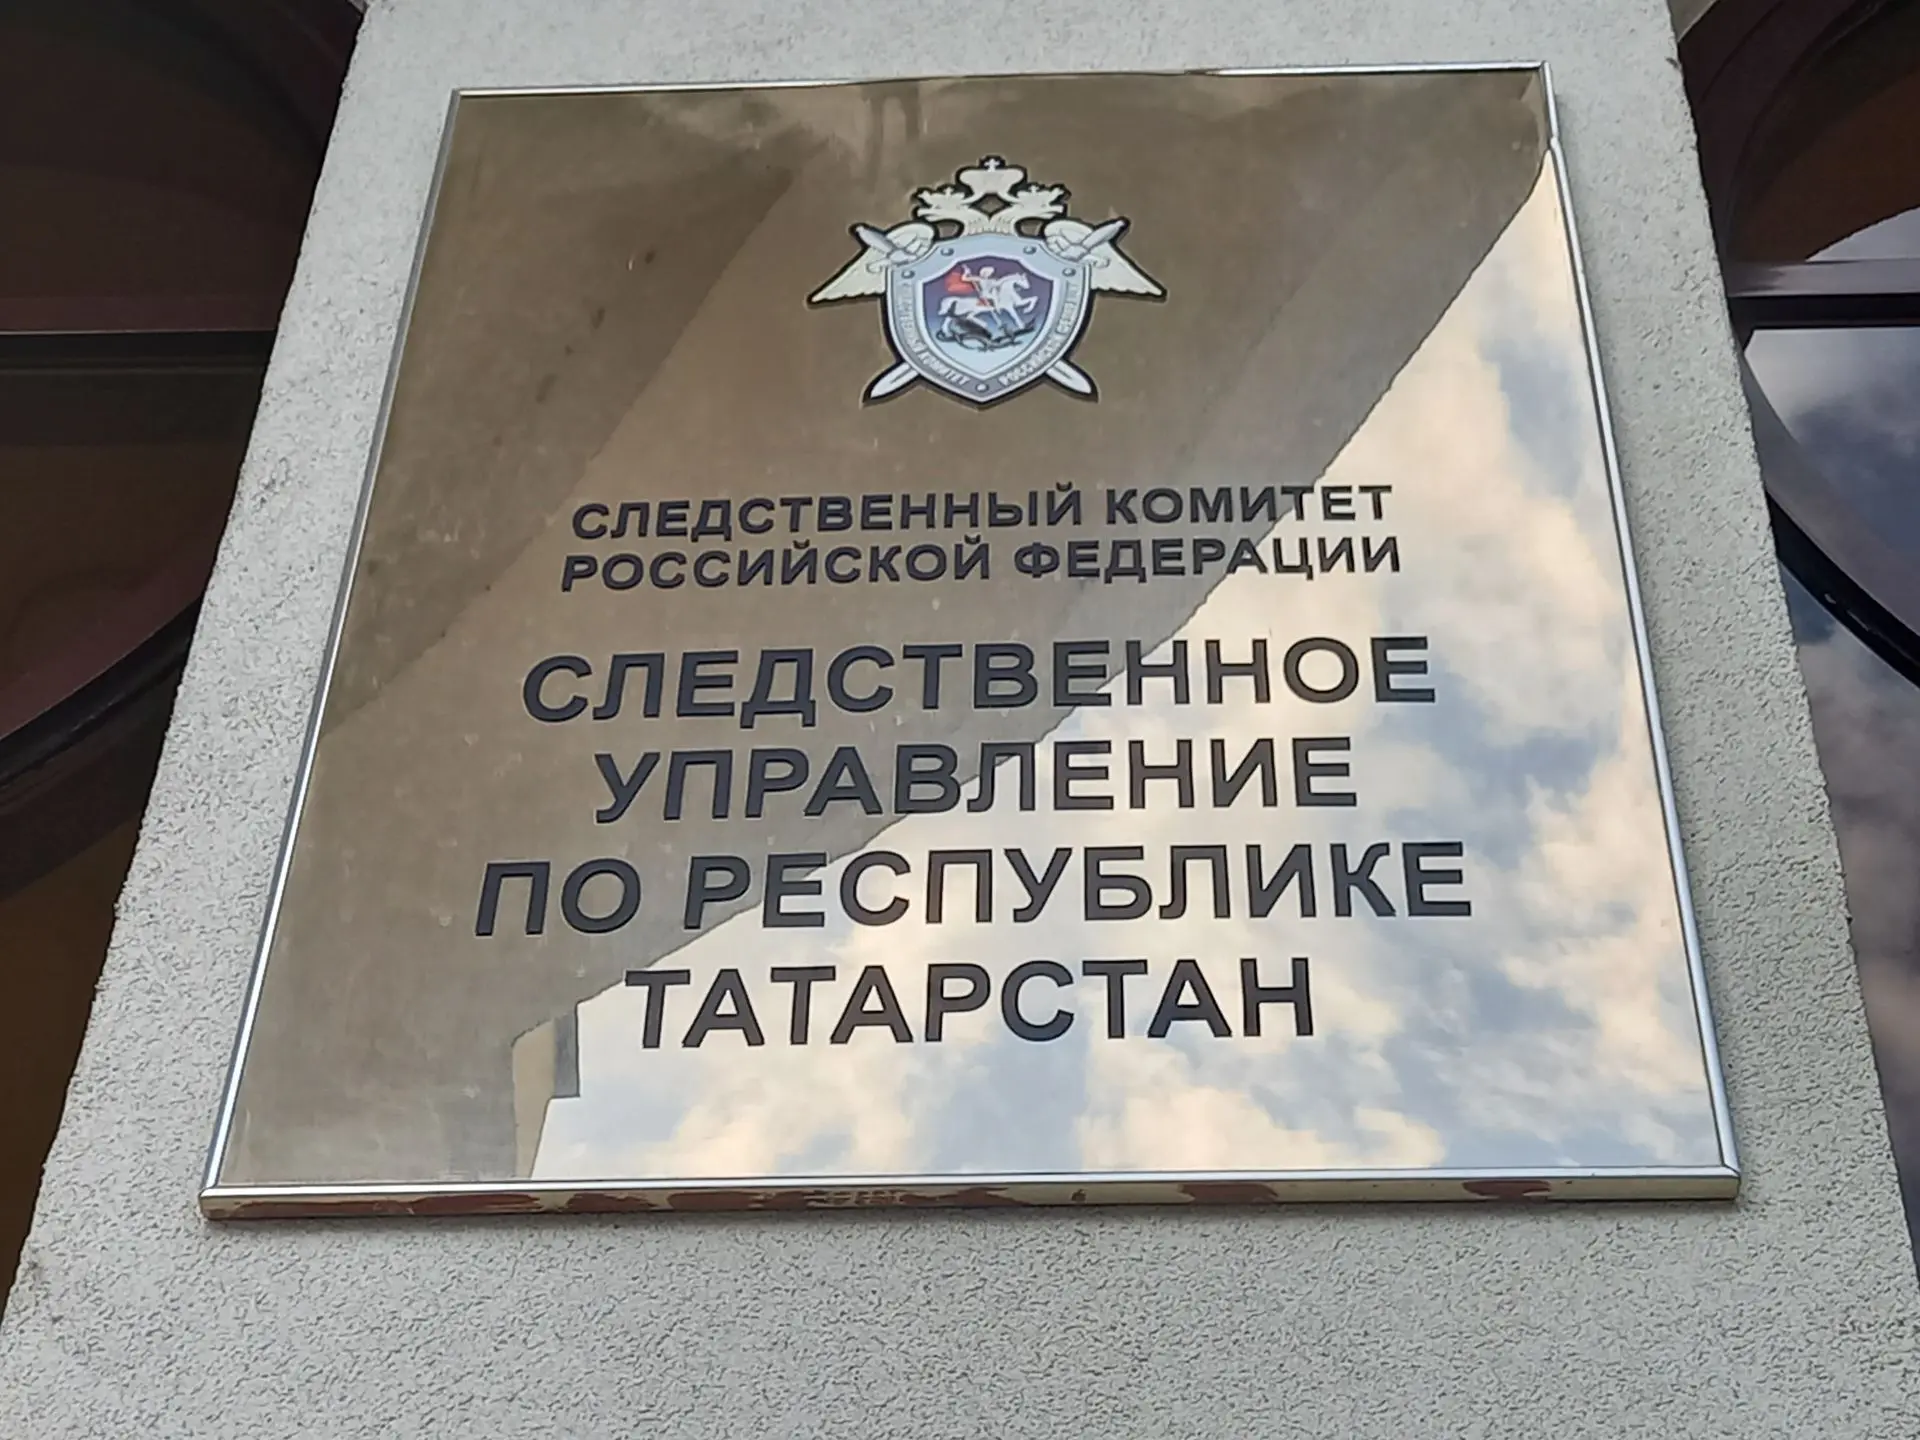 СЛЕДСТВЕННЫЙ КОМИТЕТ
РОССИЙСКОЙ ФЕДЕРАЦИИ
СЛЕДСТВЕННОЕ
УПРАВЛЕНИЕ
ПО РЕСПУБЛИКЕ
ТАТАРСТАН